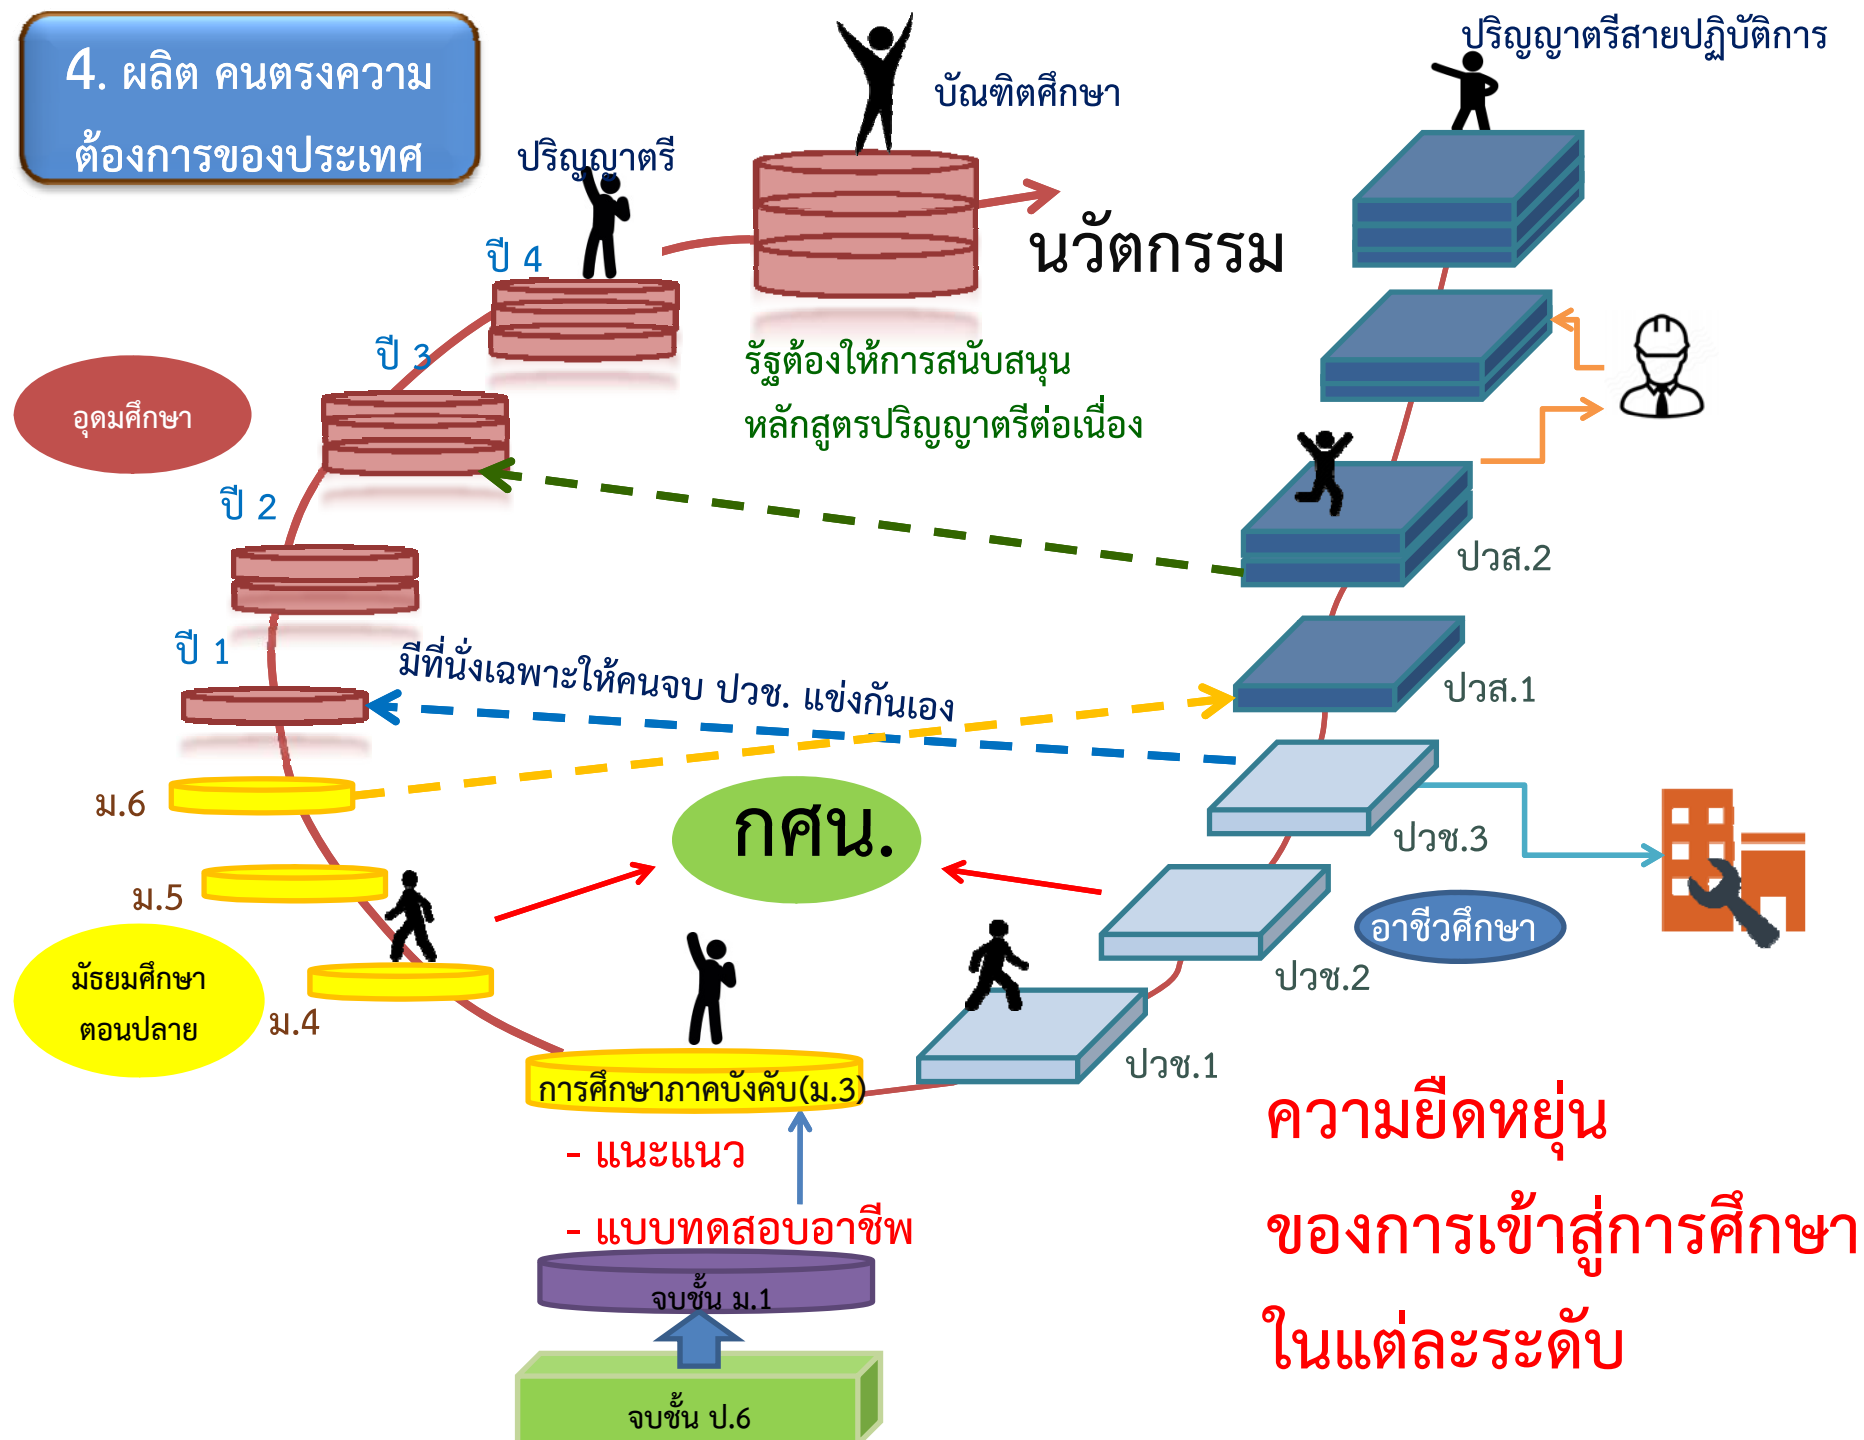 4. ผลิต คนตรงความ
ต้องการของประเทศ
ปริญญาตรี
บัณฑิตศึกษา
ปริญญาตรีสายปฏิบัติการ
นวัตกรรม
ปี 4
ปี 3
รัฐต้องให้การสนับสนุน
หลักสูตรปริญญาตรีต่อเนื่อง
อุดมศึกษา
ปี 2
ปวส.2
ปี 1
มีที่นั่งเฉพาะให้คนจบ ปวช. แข่งกันเอง
ปวส.1
ม.6
กศน.
ปวช.3
ม.5
อาชีวศึกษา
มัธยมศึกษา
ตอนปลาย
ม.4
ปวช.2
ปวช.1
การศึกษาภาคบังคับ(ม.3)
- แนะแนว
- แบบทดสอบอาชีพ
จบชั้น ม.1
จบชั้น ป.6
ความยืดหยุ่น
ของการเข้าสู่การศึกษา
ในแต่ละระดับ